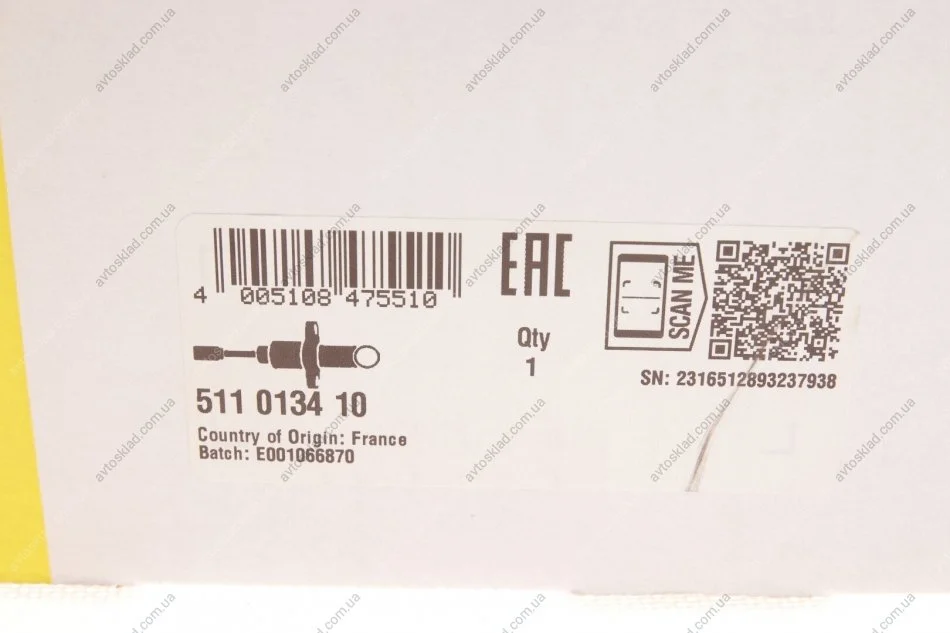 4 005108 475510
EAC
SCAN ME
Qty
1
SN: 2316512893237938
511 0134 10
Country of Origin: France
Batch: E001066870
avtosklad.com.ua